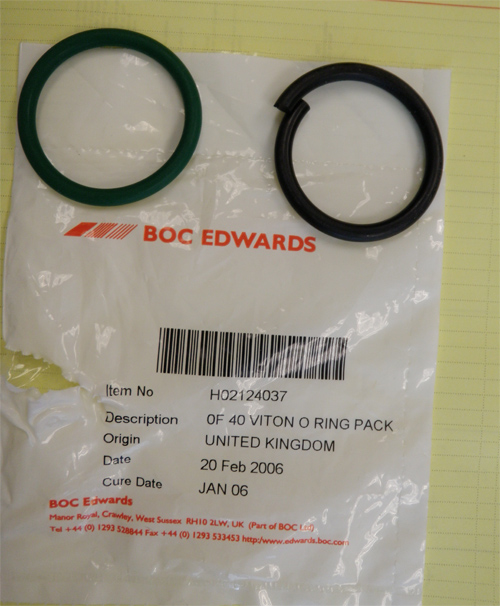 BOC EDWARDS
Item No H02124037
Description 0F 40 VITON O RING PACK
Origin UNITED KINGDOM
Date 20 Feb 2006
Cure Date JAN 06
BOC Edwards
Manor Royal, Crawley, West Sussex RH10 2LW, UK (Part of BOC Ltd)
Tel +44 (0) 1293 528844 Fax +44 (0) 1293 533453 http:/www.edwards.boc.com